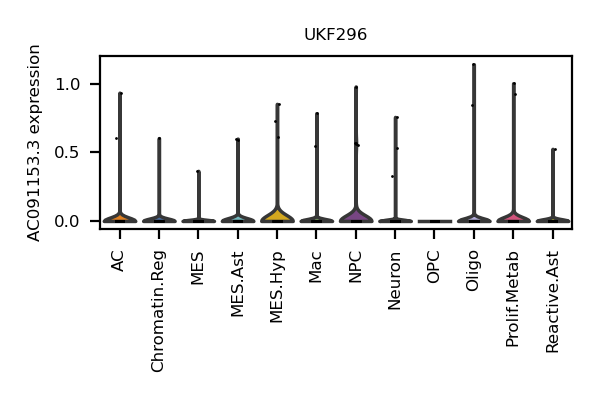 UKF296
AC091153.3 expression
1.0
0.5
0.0
AC
Chromatin.Reg
MES
MES.Ast
MES.Hyp
Mac
NPC
Neuron
OPC
Oligo
Prolif.Metab
Reactive.Ast